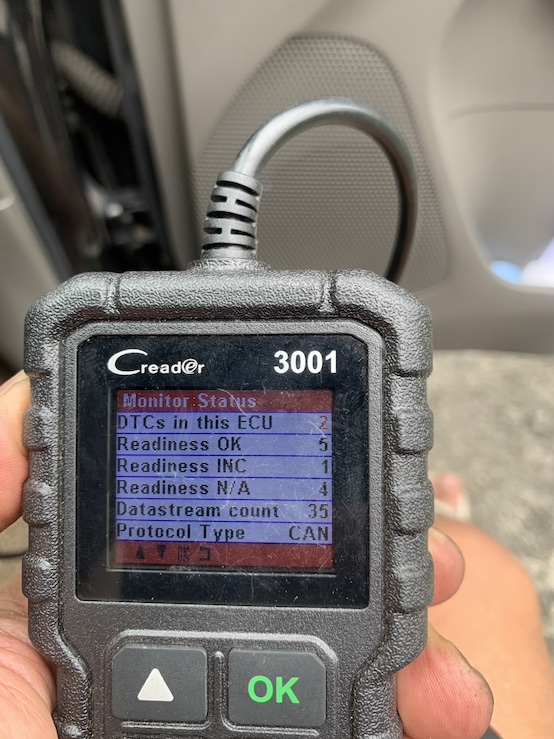 Creader 3001
Monitor Status
DTCs in this ECU 2
Readiness OK 5
Readiness INC 1
Readiness N/A 4
Datastream count 35
Protocol Type CAN
OK
OK